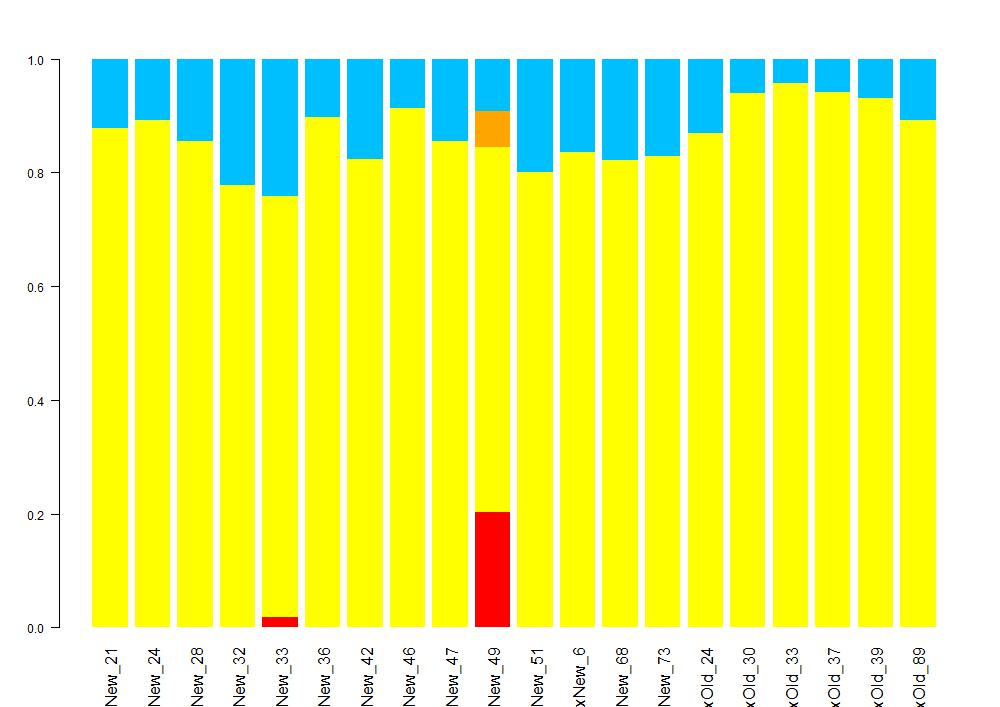 1.0
0.8
0.6
0.4
0.2
0.0
New_21
New_24
New_28
New_32
New_33
New_36
New_42
New_46
New_47
New_49
New_51
xNew_6
New_68
New_73
xOld_24
xOld_30
xOld_33
xOld_37
xOld_39
xOld_89